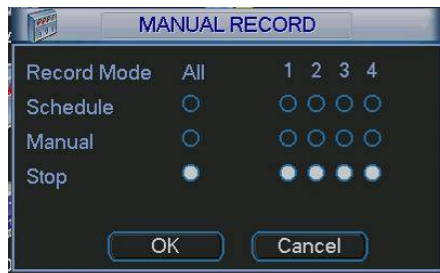 MANUAL RECORD
Record Mode All 1 2 3 4
Schedule
Manual
Stop
OK Cancel